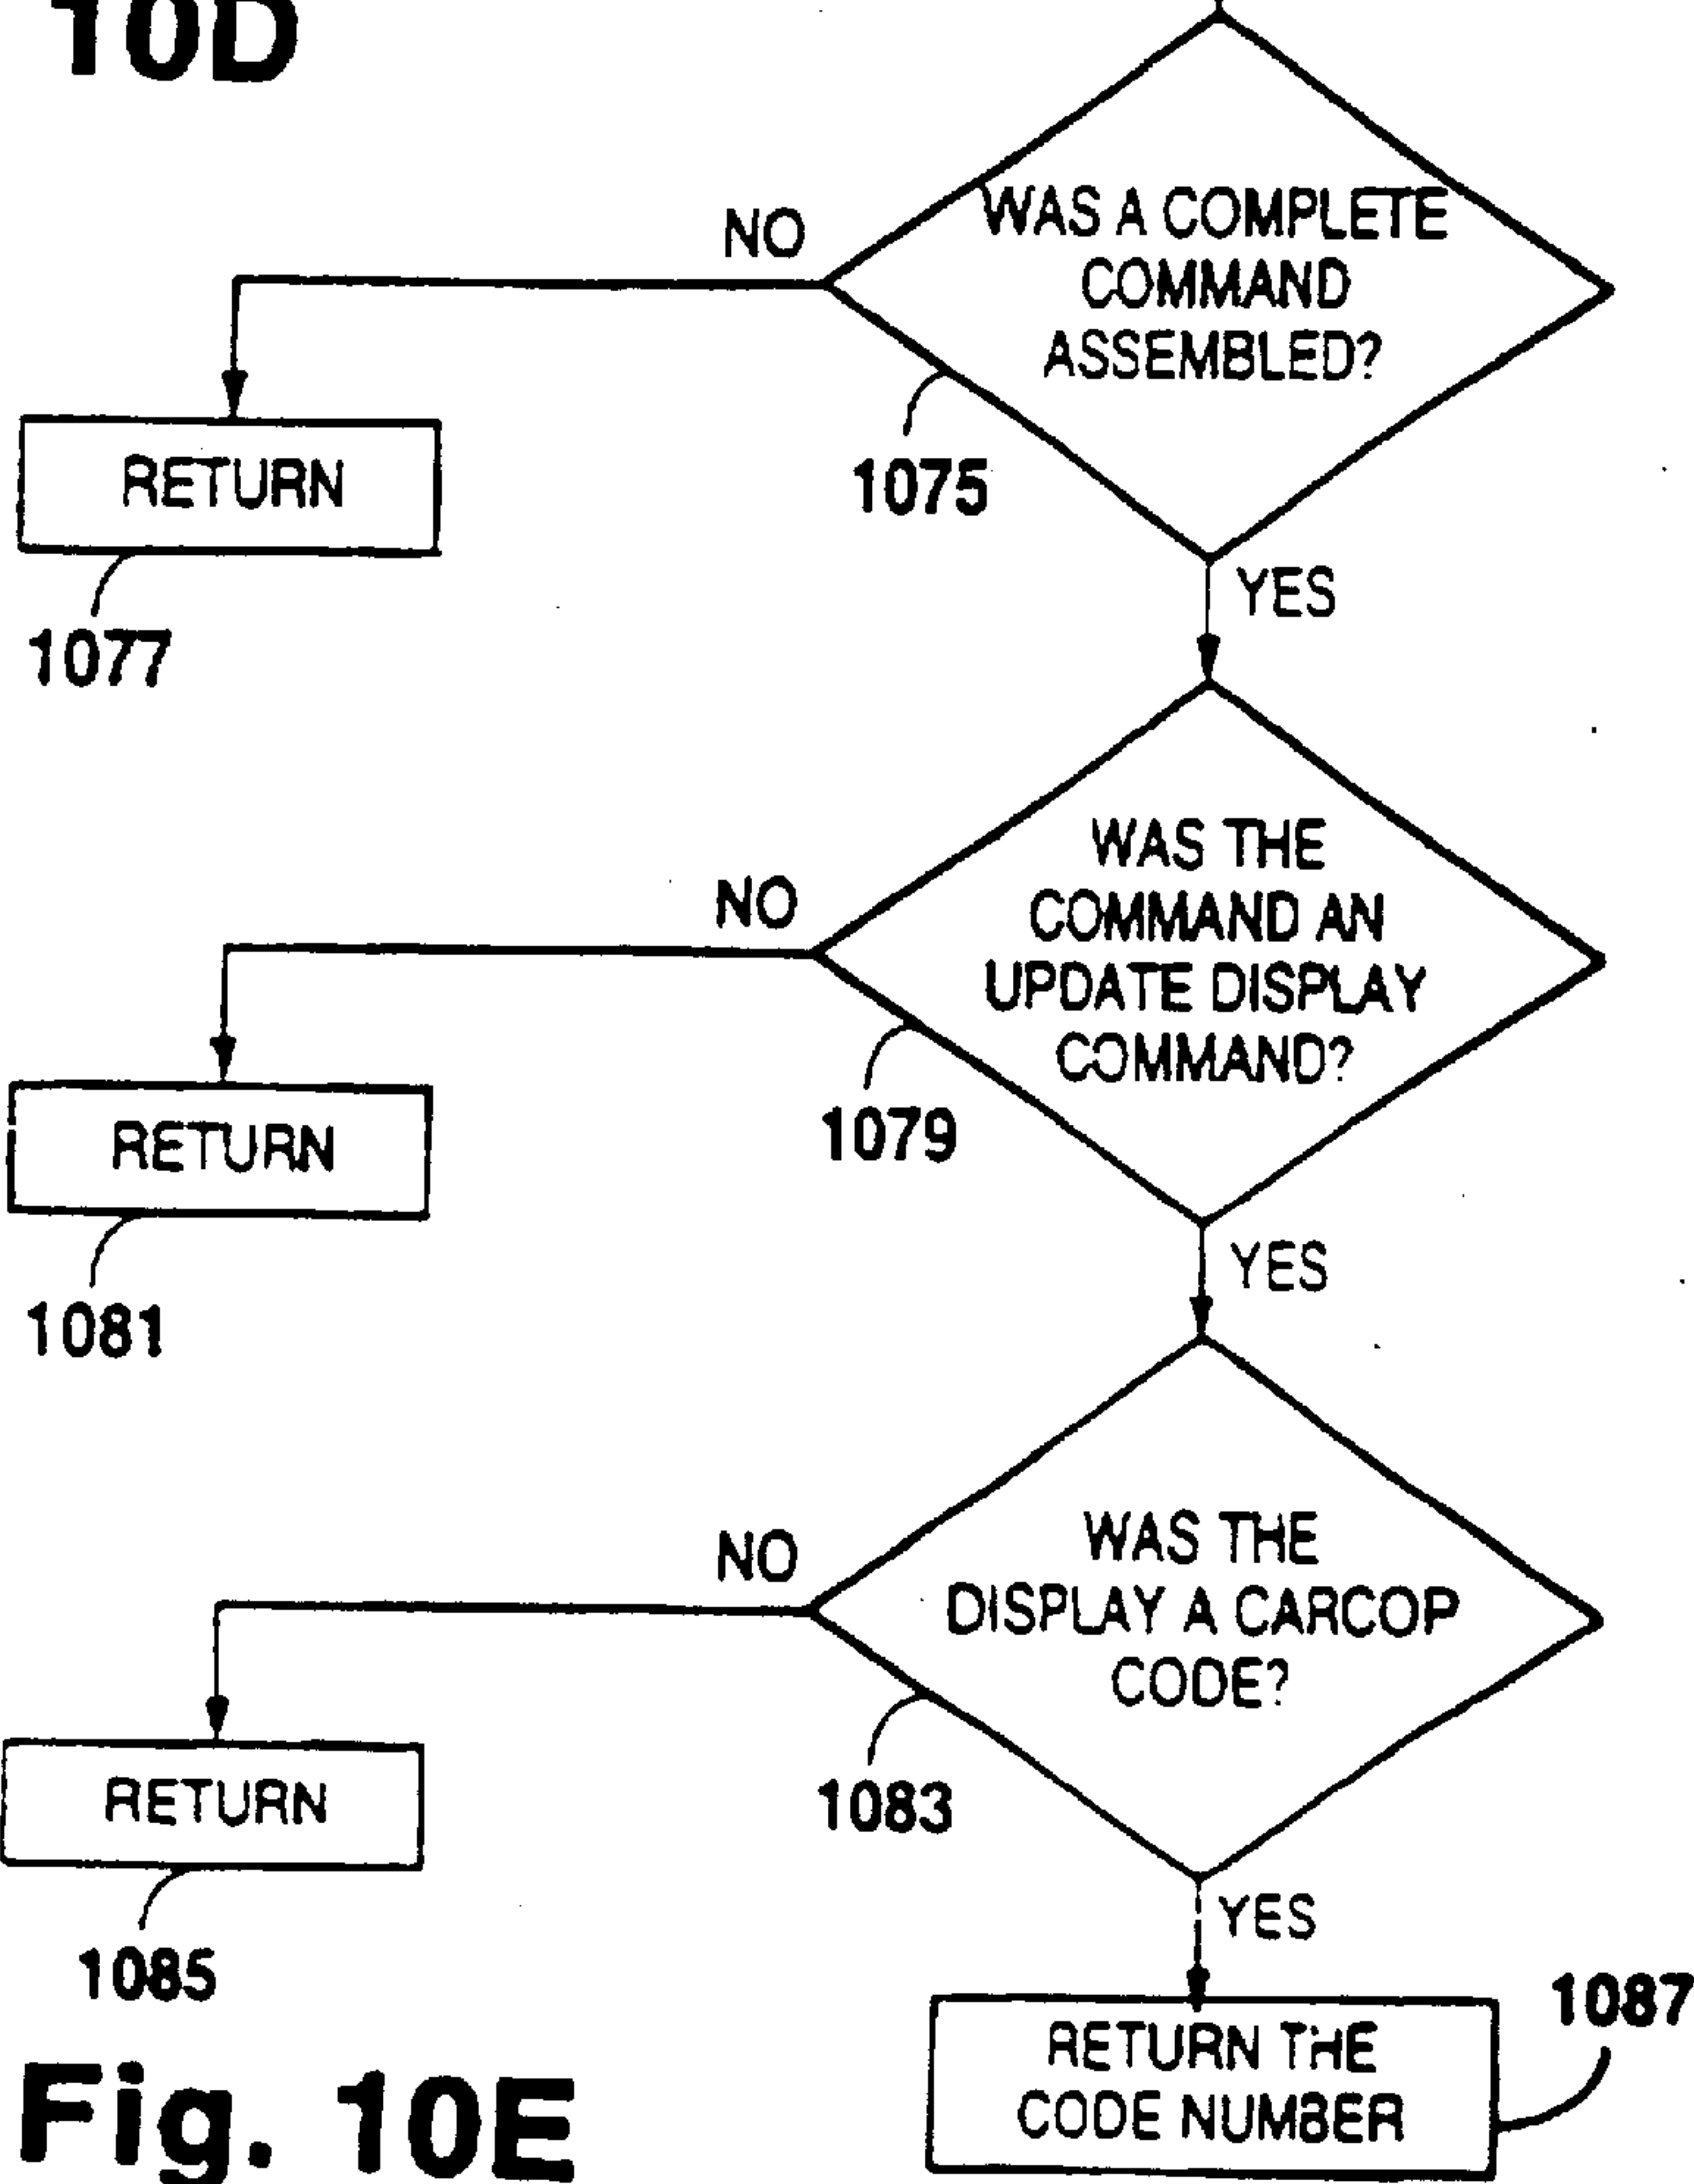 10D
WAS A COMPLETE
COMMAND
ASSEMBLED?
NO
RETURN
1075
1077
YES
WAS THE
COMMAND AN
UPDATE DISPLAY
COMMAND?
NO
RETURN
1079
1081
YES
WAS THE
DISPLAY A CARCOP
CODE?
NO
RETURN
1083
1085
YES
RETURN THE
CODE NUMBER
1087
Fig. 10E